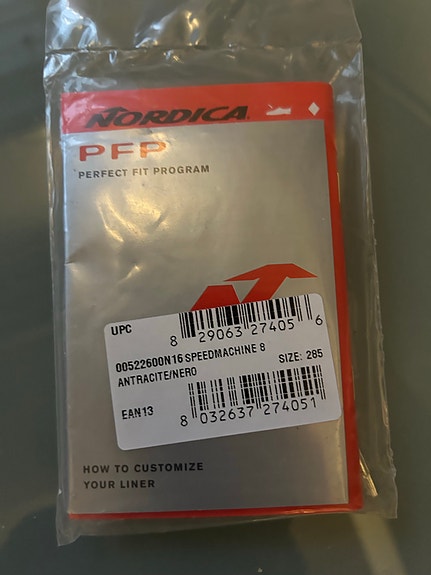 NORDICA
PFP
PERFECT FIT PROGRAM
UPC
8 29063 27405 6
00522600N16 SPEEDMACHINE 8
ANTRACITE/NERO SIZE: 285
EAN13
8 032637 274051
HOW TO CUSTOMIZE
YOUR LINER